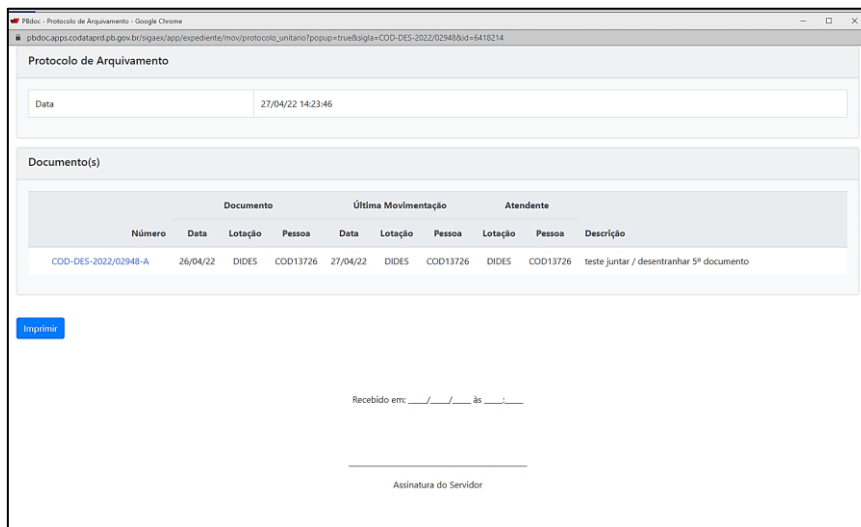 PBdoc - Protocolo de Arquivamento - Google Chrome
pbdoc.apps.codataprd.pb.gov.br/sigaex/app/expediente/mov/protocolo_unitario?popup=true&sigla=COD-DES-2022/02948&id=6418214
Protocolo de Arquivamento
Data 27/04/22 14:23:46
Documento(s)
Documento Última Movimentação Atendente
Número Data Lotação Pessoa Data Lotação Pessoa Lotação Pessoa Descrição
COD-DES-2022/02948-A 26/04/22 DIDES COD13726 27/04/22 DIDES COD13726 DIDES COD13726 teste juntar / desentranhar 5º documento
Imprimir
Recebido em: ____/____/____ às ____:____
Assinatura do Servidor